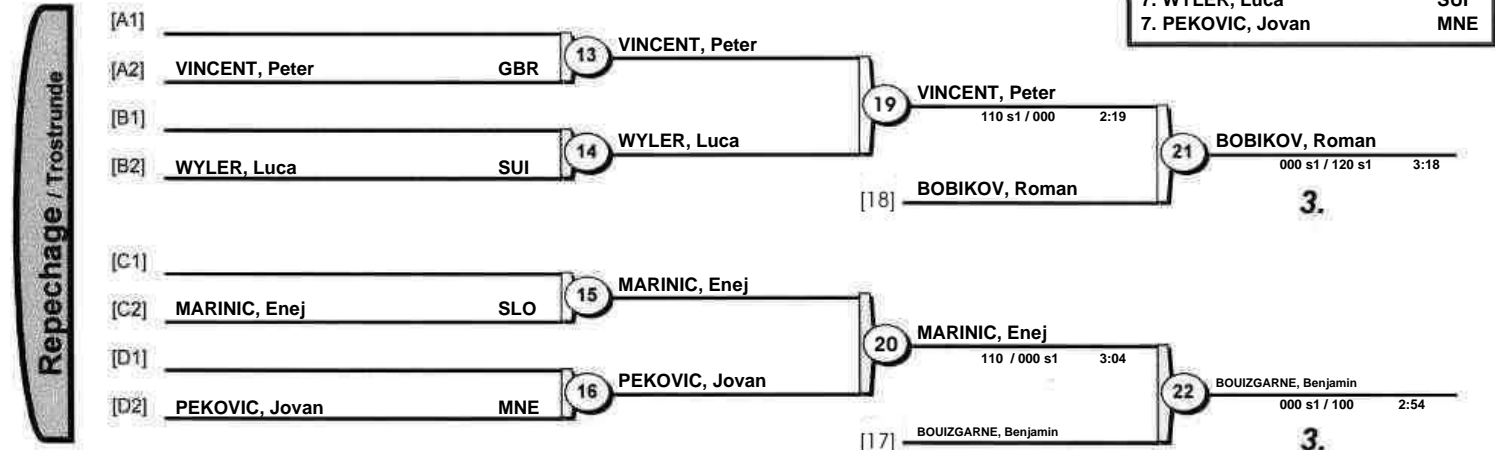 7. WYLER, Luca SUI
7. PEKOVIC, Jovan MNE
Repechage / Trostrunde
[A1]
[A2] VINCENT, Peter GBR
13 VINCENT, Peter
[B1]
[B2] WYLER, Luca SUI
14 WYLER, Luca
19 VINCENT, Peter
110 s1 / 000 2:19
[18] BOBIKOV, Roman
21 BOBIKOV, Roman
000 s1 / 120 s1 3:18
3.
[C1]
[C2] MARINIC, Enej SLO
15 MARINIC, Enej
[D1]
[D2] PEKOVIC, Jovan MNE
16 PEKOVIC, Jovan
20 MARINIC, Enej
110 / 000 s1 3:04
[17] BOUIZGARNE, Benjamin
22 BOUIZGARNE, Benjamin
000 s1 / 100 2:54
3.